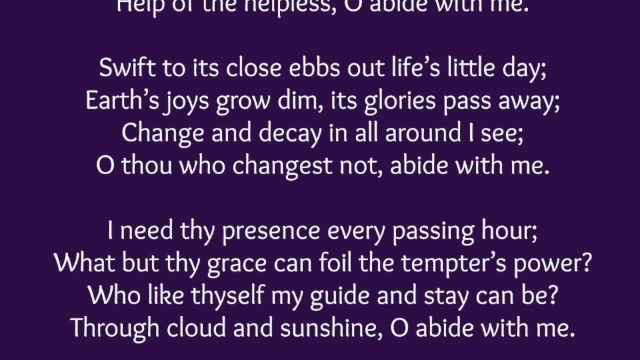 Help of the helpless, O abide with me.
Swift to its close ebbs out life's little day;
Earth's joys grow dim, its glories pass away;
Change and decay in all around I see;
O thou who changest not, abide with me.
I need thy presence every passing hour;
What but thy grace can foil the tempter's power?
Who like thyself my guide and stay can be?
Through cloud and sunshine, O abide with me.